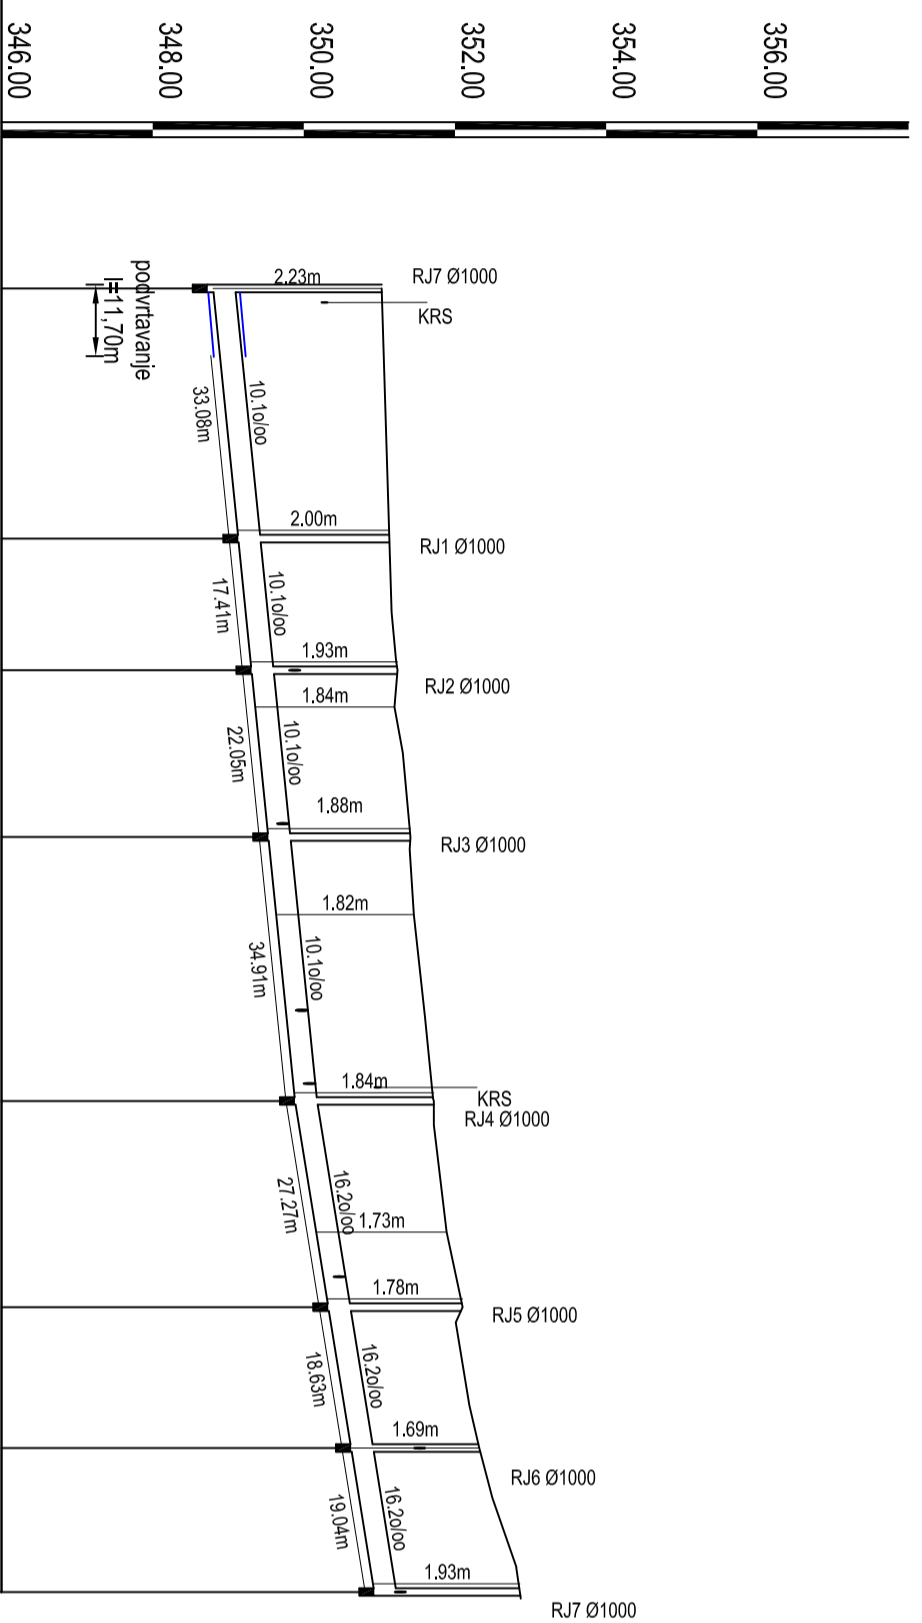 346.00
348.00
350.00
352.00
354.00
356.00
RJ7 Ø1000
2.23m
KRS
podvrtavanje
l=11,70m
33.08m
10.1o/oo
2.00m
RJ1 Ø1000
17.41m
10.1o/oo
1.93m
RJ2 Ø1000
1.84m
22.05m
10.1o/oo
1.88m
RJ3 Ø1000
1.82m
34.91m
10.1o/oo
1.84m
KRS
RJ4 Ø1000
27.27m
16.2o/oo
1.73m
1.78m
RJ5 Ø1000
18.63m
16.2o/oo
1.69m
RJ6 Ø1000
19.04m
16.2o/oo
1.93m
RJ7 Ø1000